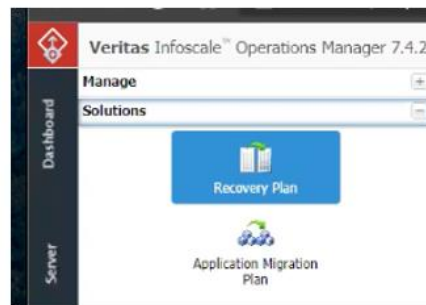 Veritas Infoscale™ Operations Manager 7.4.2
Manage
Solutions
Dashboard
Recovery Plan
Application Migration
Plan
Server